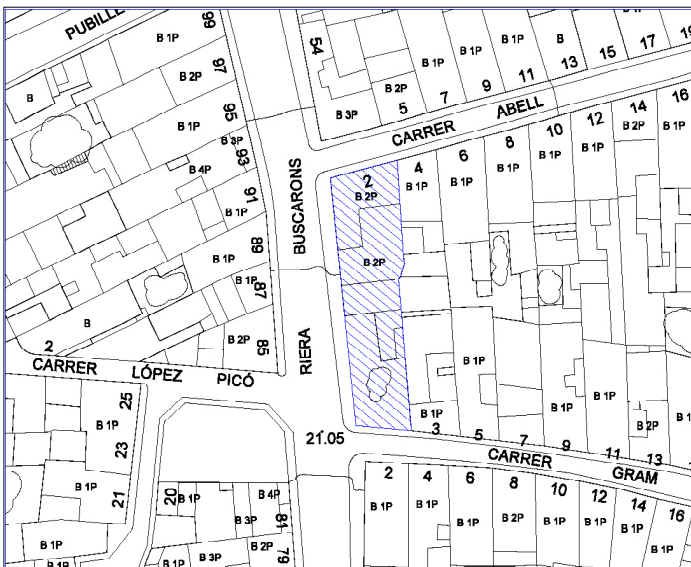 PUBILLE
99
B 1P
97
B 2P
B
95
B 1P
B 3P
93
B 4P
91
B 1P
89
B 1P
B 1P
87
B
B 2P
85
2
CARRER LÓPEZ PICÓ
RIERA BUSCARONS
54
B 3P
B 2P
5
B 1P
7
B 1P
9
B 1P
11
B
13
15
17
CARRER ABELL
2
B 2P
B 2P
4
B 1P
6
B 1P
8
B 1P
10
B 1P
12
B 1P
14
B 2P
16
B 1P
B 1P
3
B 1P
5
7
B 1P
9
B 1P
11
B 2P
13
21.05
CARRER GRAM
25
B 1P
23
B 1P
21
B 1P
B 1P
20
B 1P
B 4P
B 3P
81
B 1P
B 3P
B 2P
79
2
B 1P
4
B 1P
6
B 1P
8
B 2P
10
B 1P
12
B 1P
14
B 1P
16
B 1P